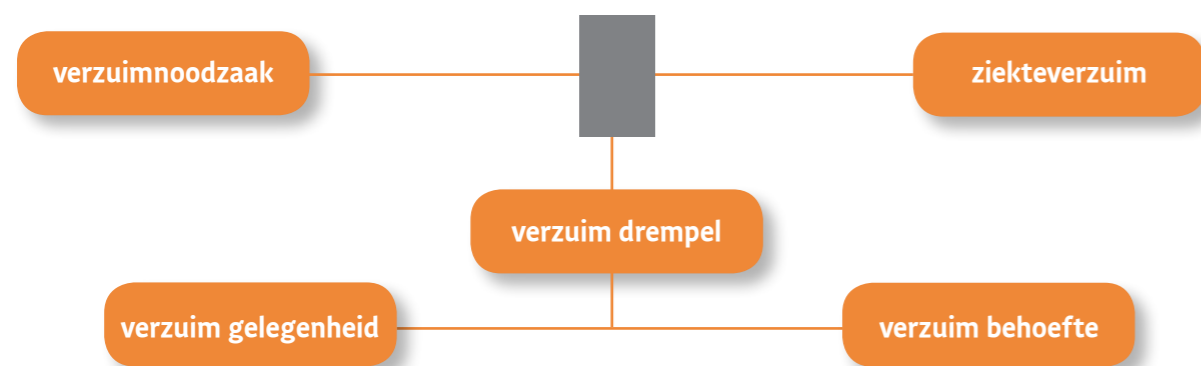 verzuimnoodzaak
ziekteverzuim
verzuim drempel
verzuim gelegenheid
verzuim behoefte